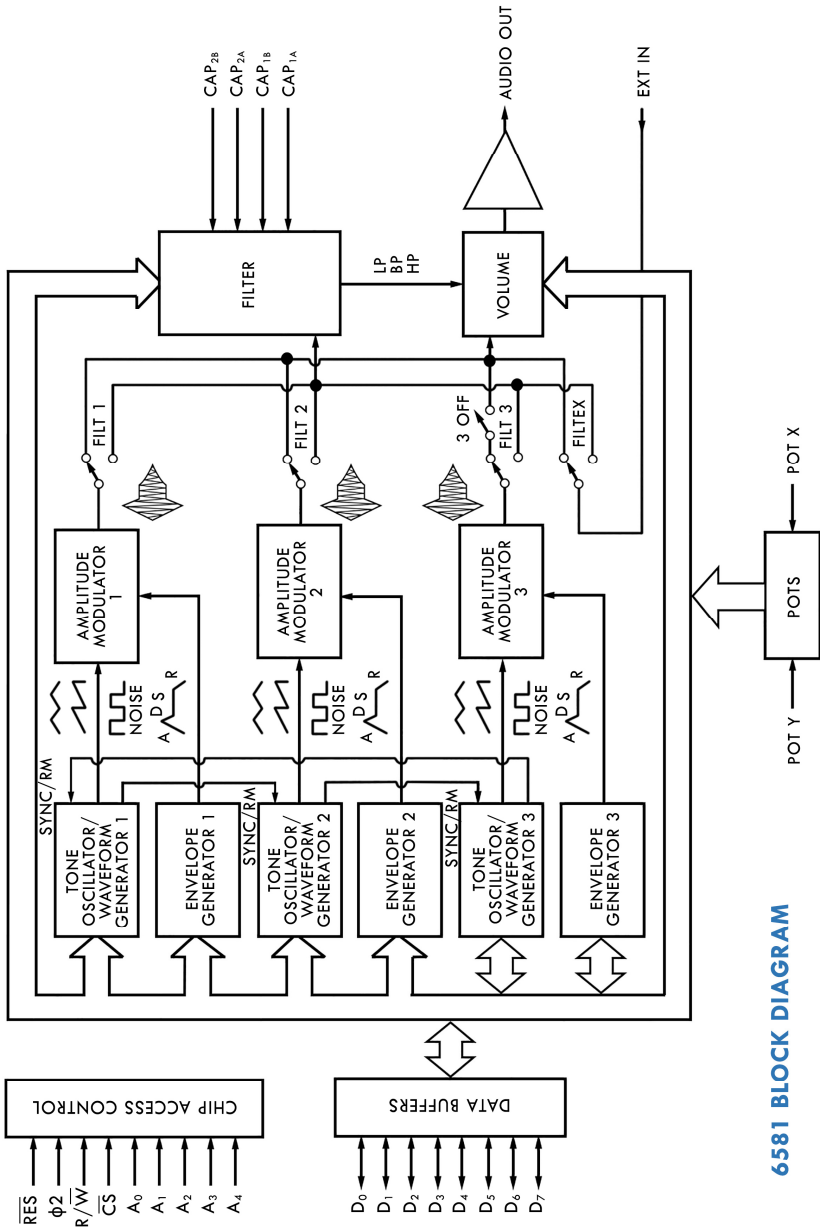 R̅E̅S̅
ϕ2
R/W̅
C̅S̅
A₀
A₁
A₂
A₃
A₄
CHIP ACCESS CONTROL
D₀
D₁
D₂
D₃
D₄
D₅
D₆
D₇
DATA BUFFERS
SYNC/RM
TONE
OSCILLATOR/
WAVEFORM
GENERATOR 1
ENVELOPE
GENERATOR 1
SYNC/RM
TONE
OSCILLATOR/
WAVEFORM
GENERATOR 2
ENVELOPE
GENERATOR 2
SYNC/RM
TONE
OSCILLATOR/
WAVEFORM
GENERATOR 3
ENVELOPE
GENERATOR 3
NOISE
A D S R
NOISE
A D S R
NOISE
A D S R
AMPLITUDE
MODULATOR
1
AMPLITUDE
MODULATOR
2
AMPLITUDE
MODULATOR
3
FILT 1
FILT 2
3 OFF
FILT 3
FILTEX
FILTER
LP
BP
HP
VOLUME
CAP₂B
CAP₂A
CAP₁B
CAP₁A
AUDIO OUT
EXT IN
POT Y
POTS
POT X
6581 BLOCK DIAGRAM